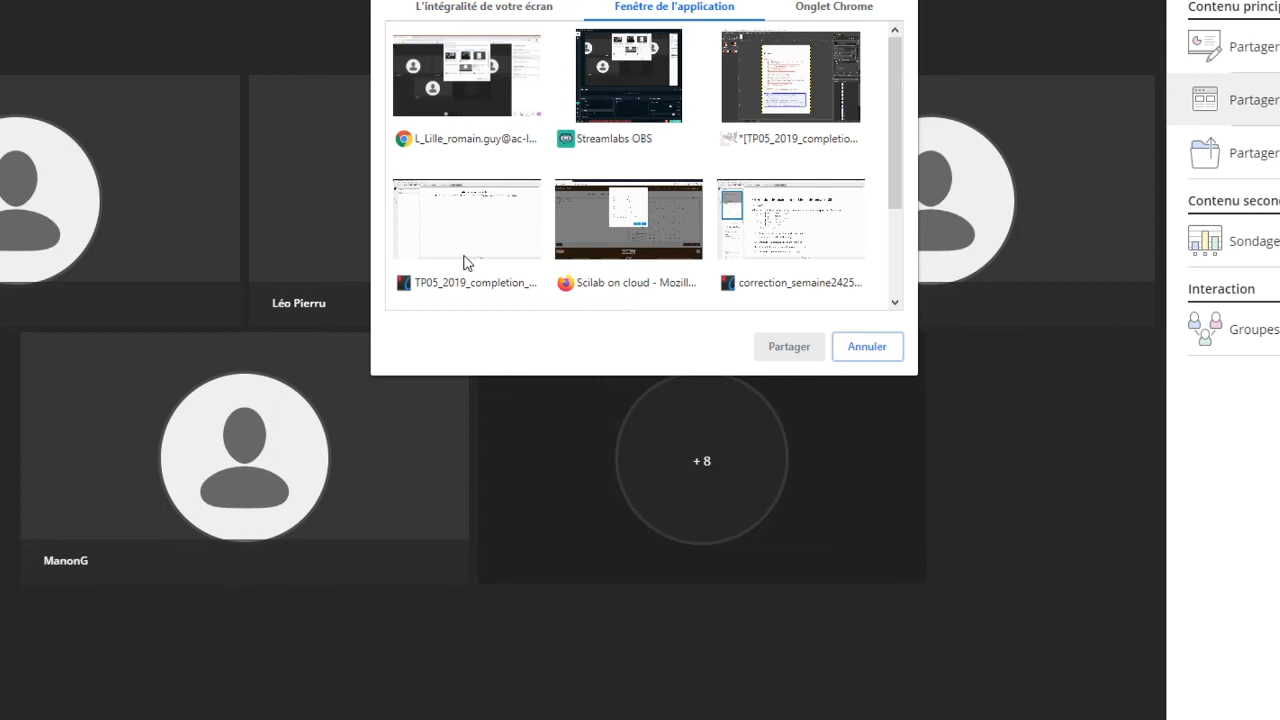 L'intégralité de votre écran
Fenêtre de l'application
Onglet Chrome
Contenu princi
L_Lille_romain.guy@ac-l...
Streamlabs OBS
*[TP05_2019_completio...
TP05_2019_completion_...
Scilab on cloud - Mozill...
correction_semaine2425...
Partager
Annuler
Partager
Partager
Partager
Contenu secon
Sondage
Interaction
Groupes
Léo Pierru
ManonG
+ 8